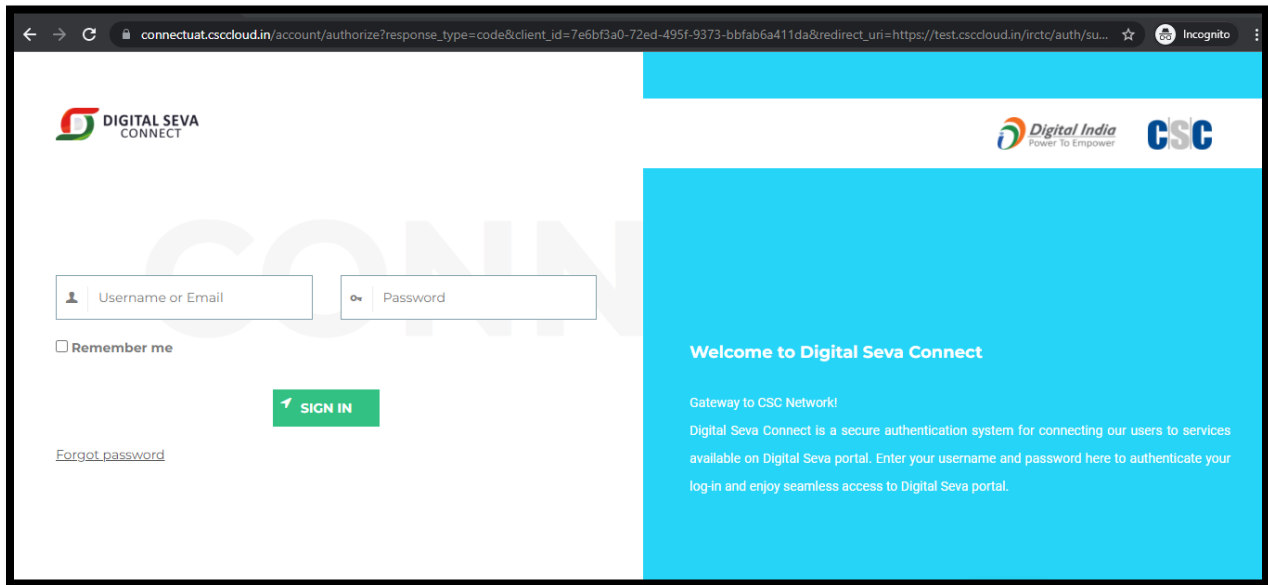 connectuat.csccloud.in/account/authorize?response_type=code&client_id=7e6bf3a0-72ed-495f-9373-bbfab6a411da&redirect_uri=https://test.csccloud.in/irctc/auth/su...
Incognito
DIGITAL SEVA
CONNECT
Digital India
Power To Empower
CSC
CONN
Username or Email
Password
Remember me
SIGN IN
Forgot password
Welcome to Digital Seva Connect
Gateway to CSC Network!
Digital Seva Connect is a secure authentication system for connecting our users to services
available on Digital Seva portal. Enter your username and password here to authenticate your
log-in and enjoy seamless access to Digital Seva portal.